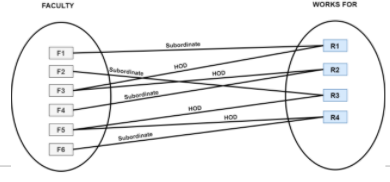 FACULTY
WORKS FOR
F1
F2
F3
F4
F5
F6
Subordinate
HOD
Subordinate
HOD
Subordinate
HOD
HOD
Subordinate
R1
R2
R3
R4